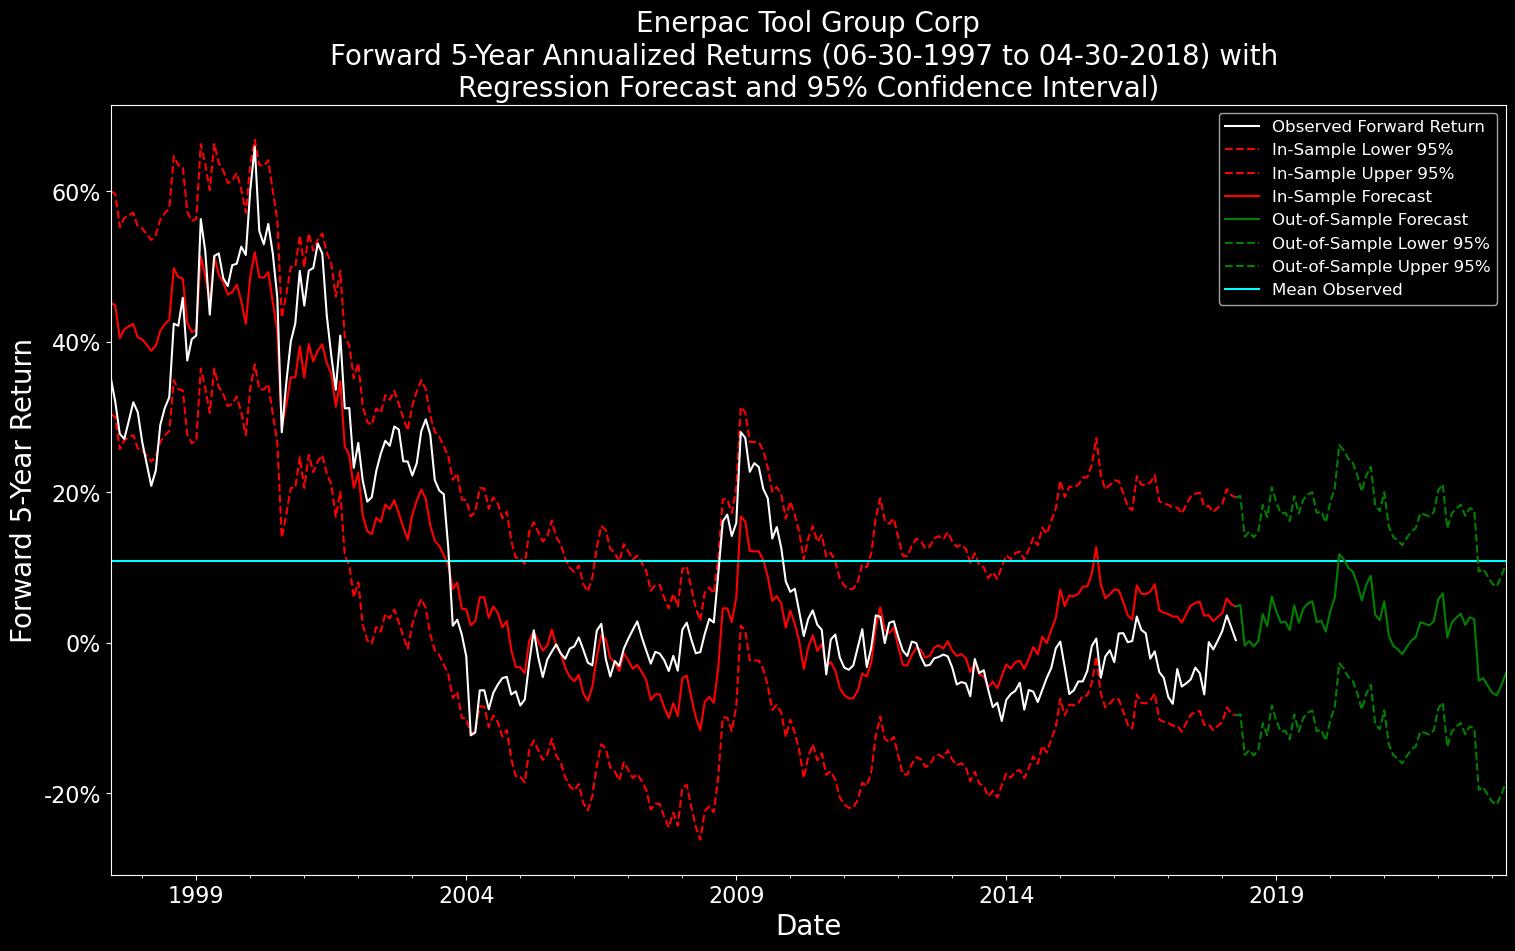 Enerpac Tool Group Corp
Forward 5-Year Annualized Returns (06-30-1997 to 04-30-2018) with
Regression Forecast and 95% Confidence Interval)
Observed Forward Return
In-Sample Lower 95%
In-Sample Upper 95%
In-Sample Forecast
Out-of-Sample Forecast
Out-of-Sample Lower 95%
Out-of-Sample Upper 95%
Mean Observed
Forward 5-Year Return
60%
40%
20%
0%
-20%
1999
2004
2009
2014
2019
Date